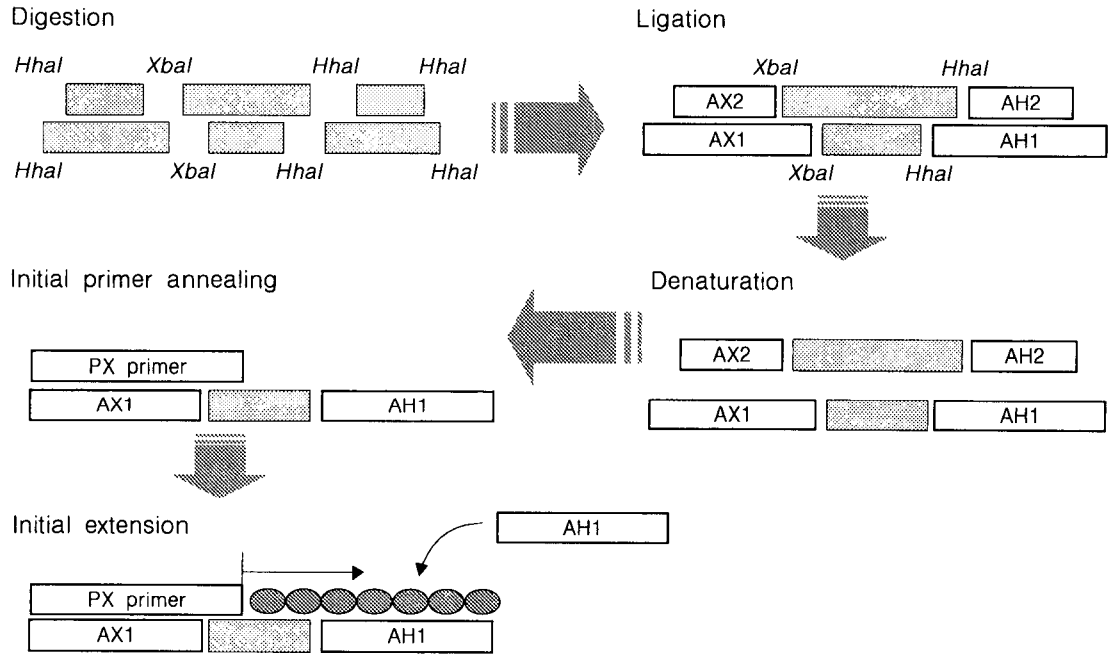 Digestion
HhaI XbaI HhaI HhaI
HhaI XbaI HhaI HhaI
Ligation
XbaI HhaI
AX2 AH2
AX1 AH1
XbaI HhaI
Denaturation
AX2 AH2
AX1 AH1
Initial primer annealing
PX primer
AX1 AH1
Initial extension
AH1
PX primer
AX1 AH1